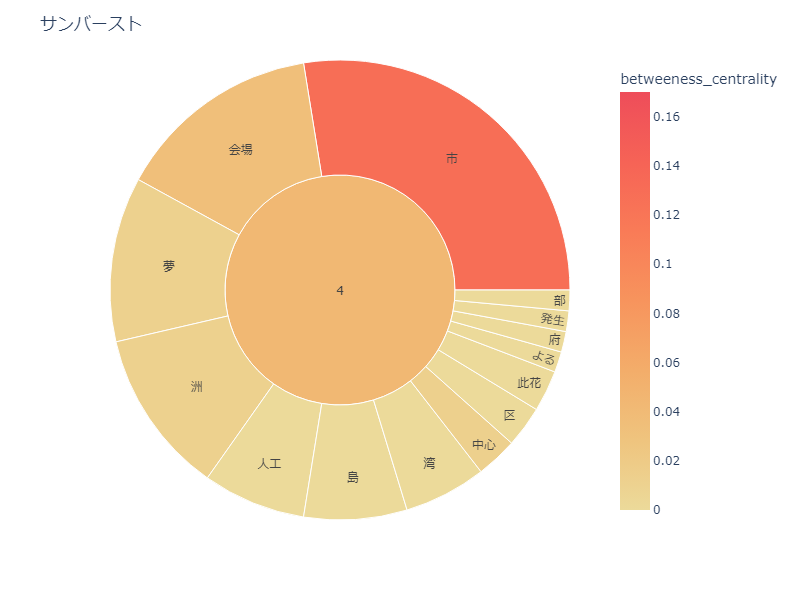 サンバースト
betweeness_centrality
市
会場
夢
洲
人工
島
湾
中心
区
此花
よる
府
発生
部
4
0.16
0.14
0.12
0.1
0.08
0.06
0.04
0.02
0